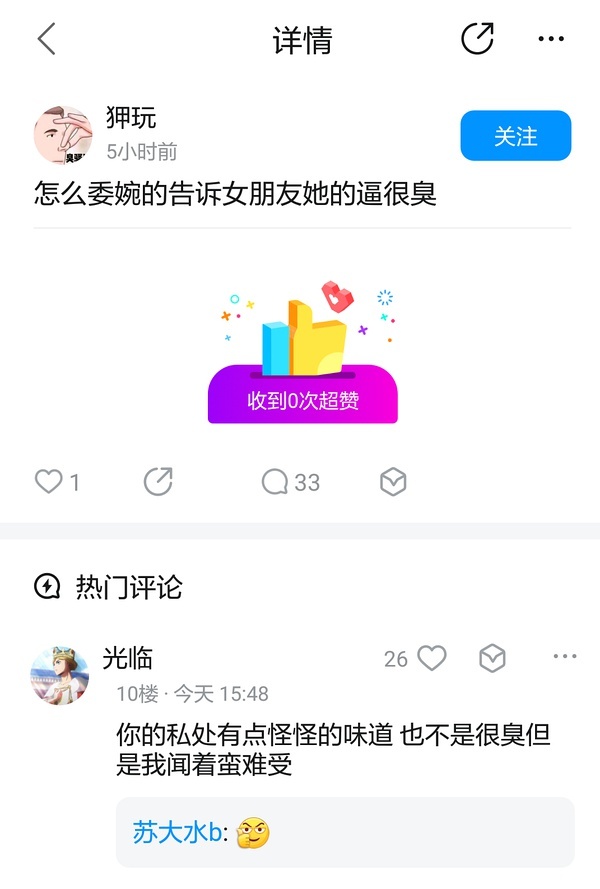 详情
狎玩
5小时前
关注
怎么委婉的告诉女朋友她的逼很臭
收到0次超赞
1
33
热门评论
光临
26
10楼 · 今天 15:48
你的私处有点怪怪的味道 也不是很臭但
是我闻着蛮难受
苏大水b: